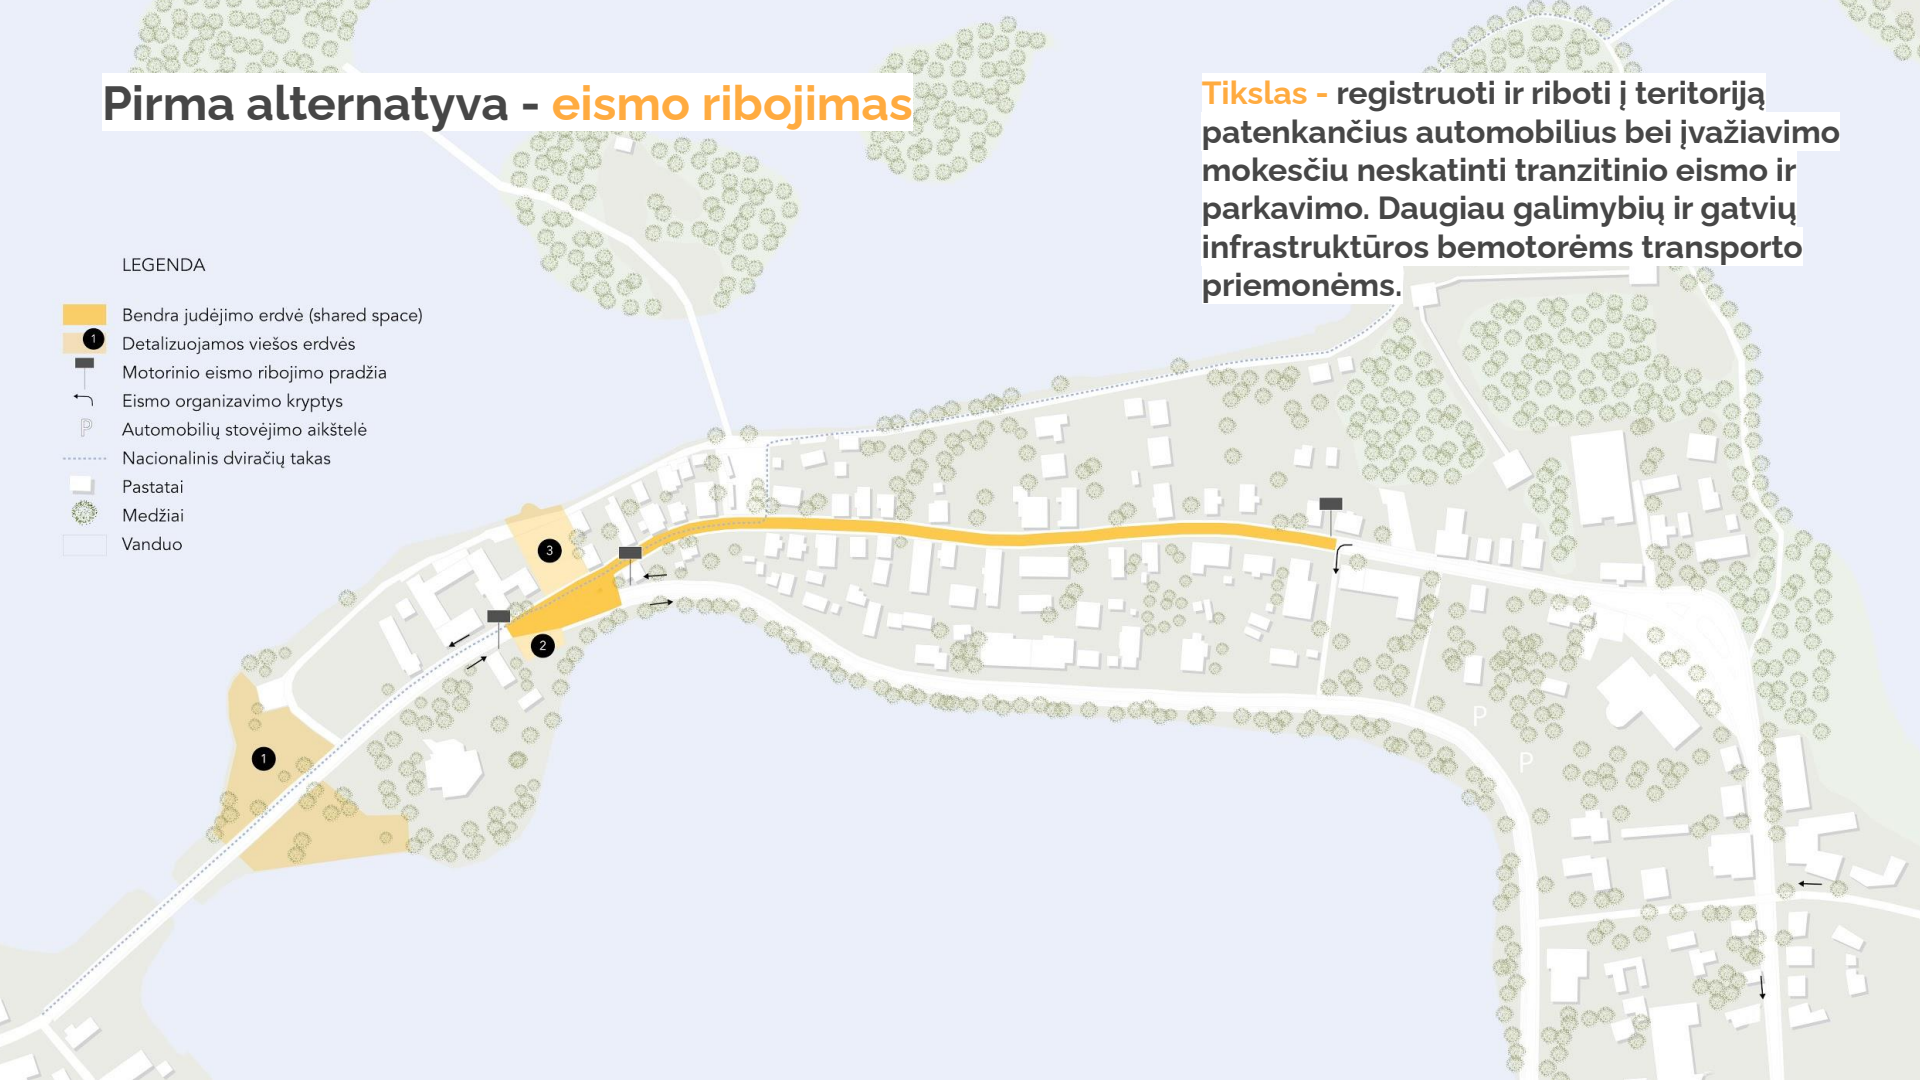 Pirma alternatyva - eismo ribojimas
Tikslas - registruoti ir riboti į teritoriją
patenkančius automobilius bei įvažiavimo
mokesčiu neskatinti tranzitinio eismo ir
parkavimo. Daugiau galimybių ir gatvių
infrastruktūros bemotorėms transporto
priemonėms.
LEGENDA
Bendra judėjimo erdvė (shared space)
1 Detalizuojamos viešos erdvės
Motorinio eismo ribojimo pradžia
Eismo organizavimo kryptys
P Automobilių stovėjimo aikštelė
Nacionalinis dviračių takas
Pastatai
Medžiai
Vanduo
3
2
1
P
P